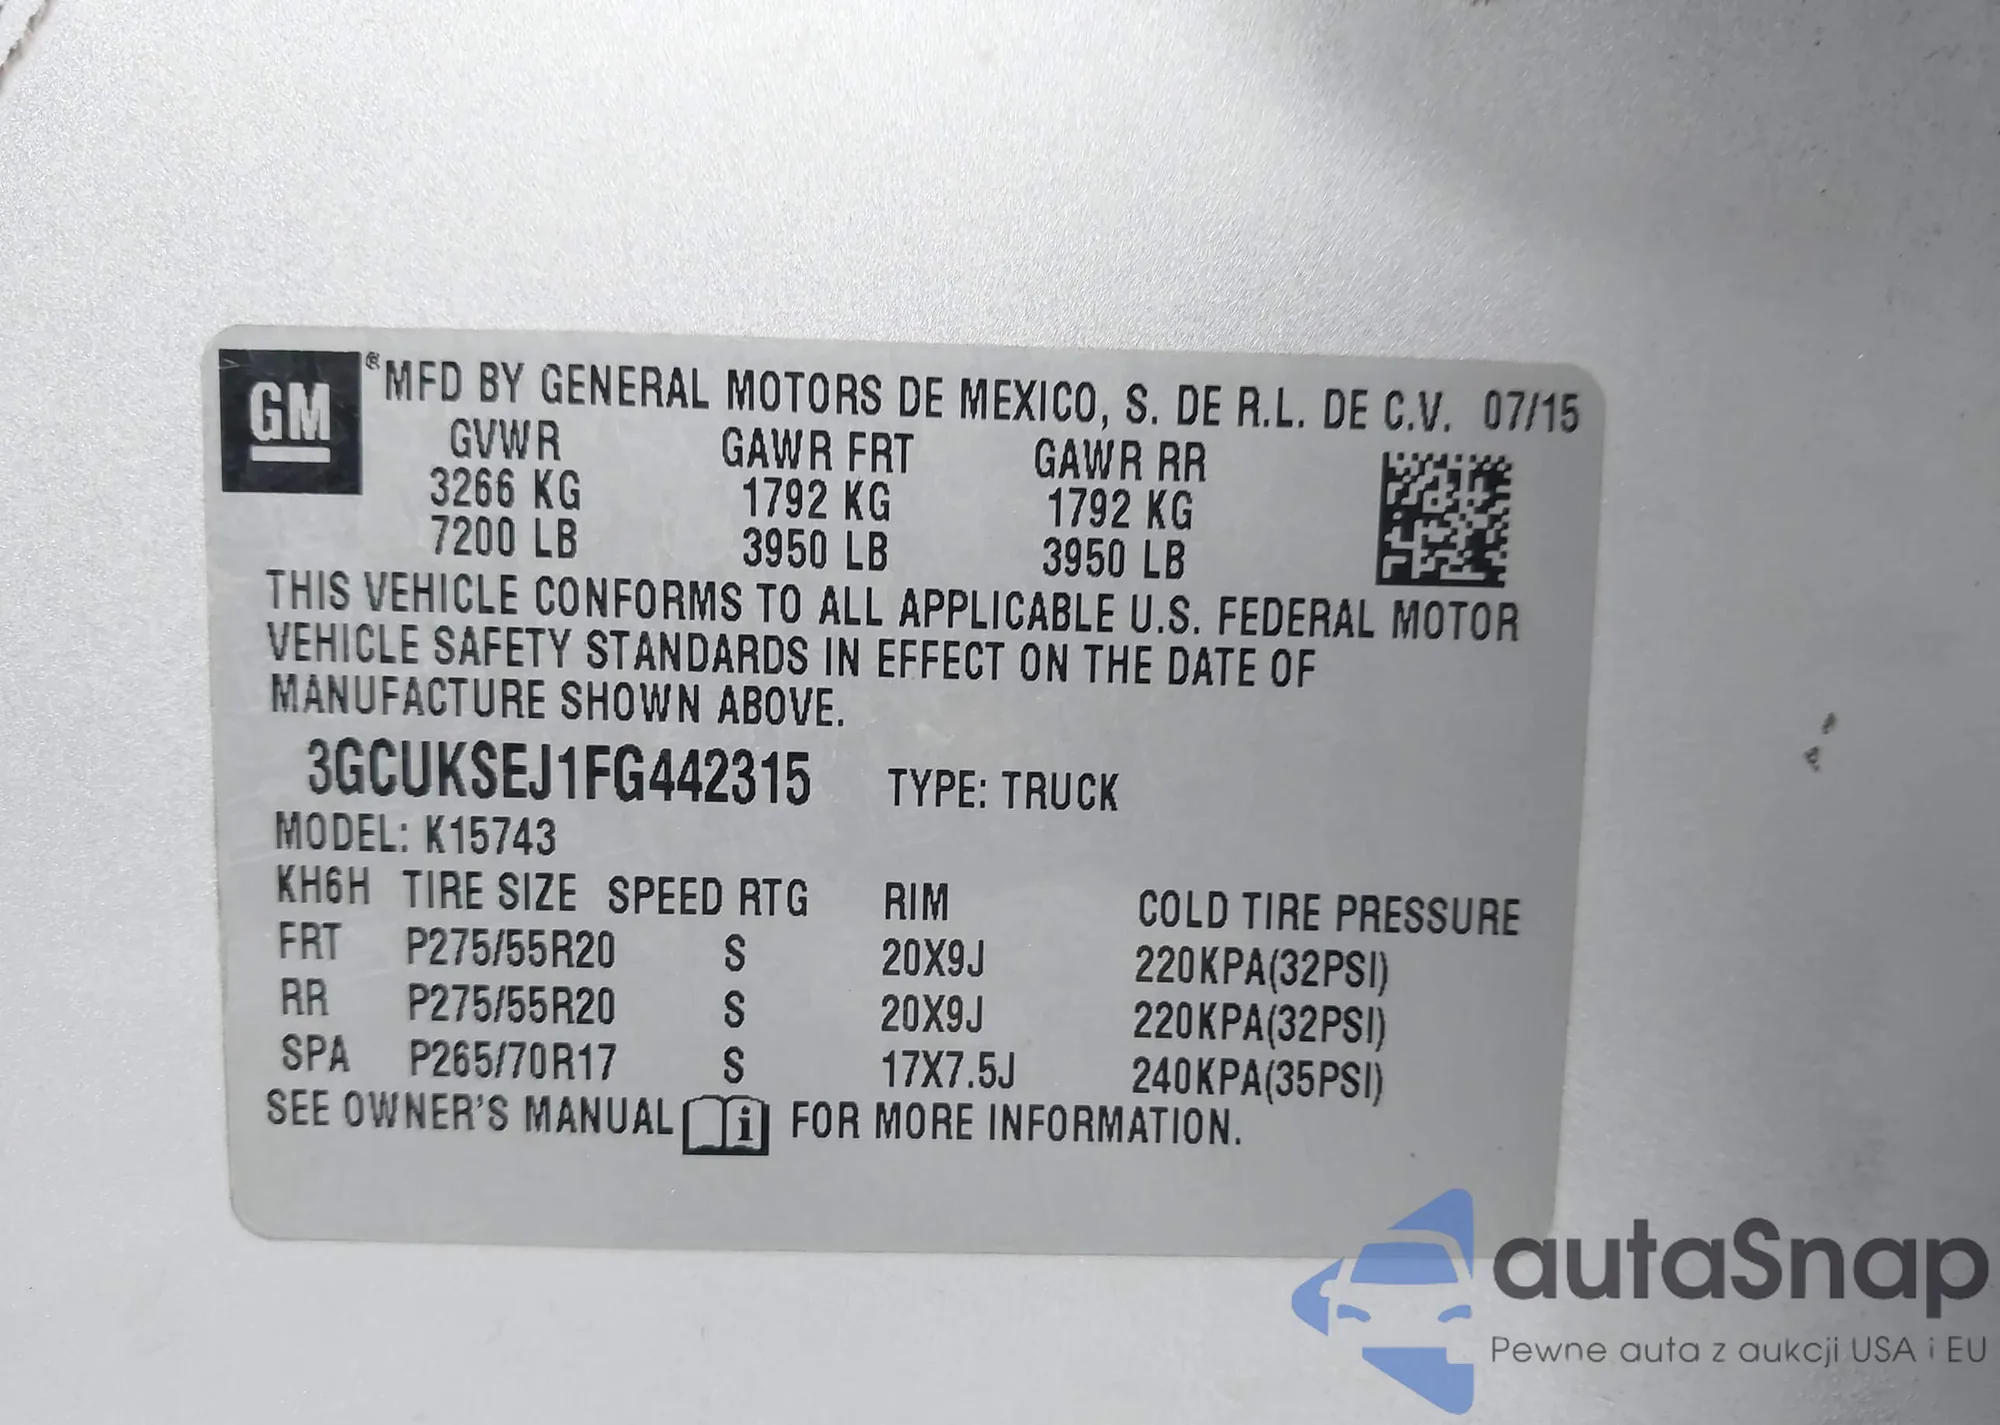 GM ® MFD BY GENERAL MOTORS DE MEXICO, S. DE R.L. DE C.V. 07/15
GVWR GAWR FRT GAWR RR
3266 KG 1792 KG 1792 KG
7200 LB 3950 LB 3950 LB
THIS VEHICLE CONFORMS TO ALL APPLICABLE U.S. FEDERAL MOTOR
VEHICLE SAFETY STANDARDS IN EFFECT ON THE DATE OF
MANUFACTURE SHOWN ABOVE.
3GCUKSEJ1FG442315 TYPE: TRUCK
MODEL: K15743
KH6H TIRE SIZE SPEED RTG RIM COLD TIRE PRESSURE
FRT P275/55R20 S 20X9J 220KPA(32PSI)
RR P275/55R20 S 20X9J 220KPA(32PSI)
SPA P265/70R17 S 17X7.5J 240KPA(35PSI)
SEE OWNER'S MANUAL i FOR MORE INFORMATION.
autaSnap
Pewne auta z aukcji USA i EU